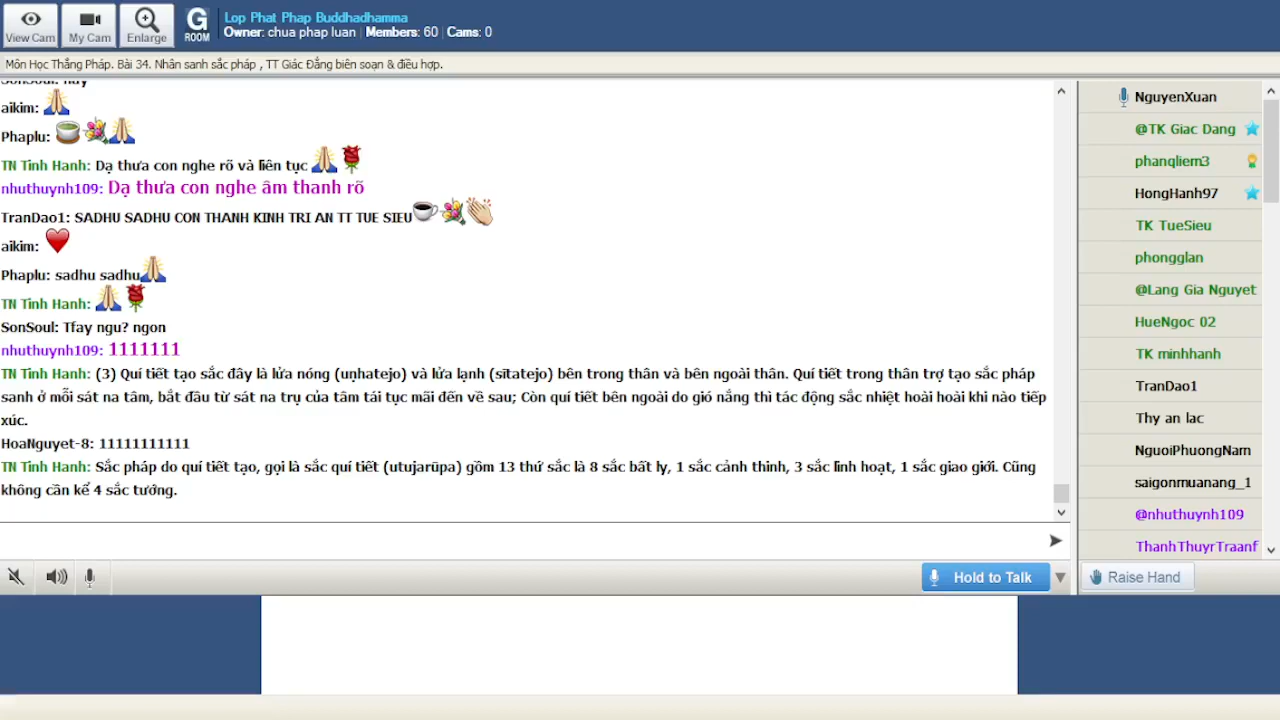 View Cam
My Cam
Enlarge
G
ROOM
Lop Phat Phap Buddhadhamma
Owner: chua phap luan | Members: 60 | Cams: 0
Môn Học Thắng Pháp. Bài 34. Nhân sanh sắc pháp , TT Giác Đẳng biên soạn & điều hợp.
aikim:
Phaplu:
TN Tinh Hanh: Dạ thưa con nghe rõ và liên tục
nhuthuynh109: Dạ thưa con nghe âm thanh rõ
TranDao1: SADHU SADHU CON THANH KINH TRI AN TT TUE SIEU
aikim:
Phaplu: sadhu sadhu
TN Tinh Hanh:
SonSoul: Tfay ngu? ngon
nhuthuynh109: 1111111
TN Tinh Hanh: (3) Quí tiết tạo sắc đây là lửa nóng (uṇhatejo) và lửa lạnh (sītatejo) bên trong thân và bên ngoài thân. Quí tiết trong thân trợ tạo sắc pháp
sanh ở mỗi sát na tâm, bắt đầu từ sát na trụ của tâm tái tục mãi đến về sau; Còn quí tiết bên ngoài do gió nắng thì tác động sắc nhiệt hoài hoài khi nào tiếp
xúc.
HoaNguyet-8: 11111111111
TN Tinh Hanh: Sắc pháp do quí tiết tạo, gọi là sắc quí tiết (utujarūpa) gồm 13 thứ sắc là 8 sắc bất ly, 1 sắc cảnh thinh, 3 sắc linh hoạt, 1 sắc giao giới. Cũng
không cần kể 4 sắc tướng.
Hold to Talk
NguyenXuan
@TK Giac Dang
phanqliem3
HongHanh97
TK TueSieu
phongglan
@Lang Gia Nguyet
HueNgoc 02
TK minhhanh
TranDao1
Thy an lac
NguoiPhuongNam
saigonmuanang_1
@nhuthuynh109
ThanhThuyrTraanf
Raise Hand